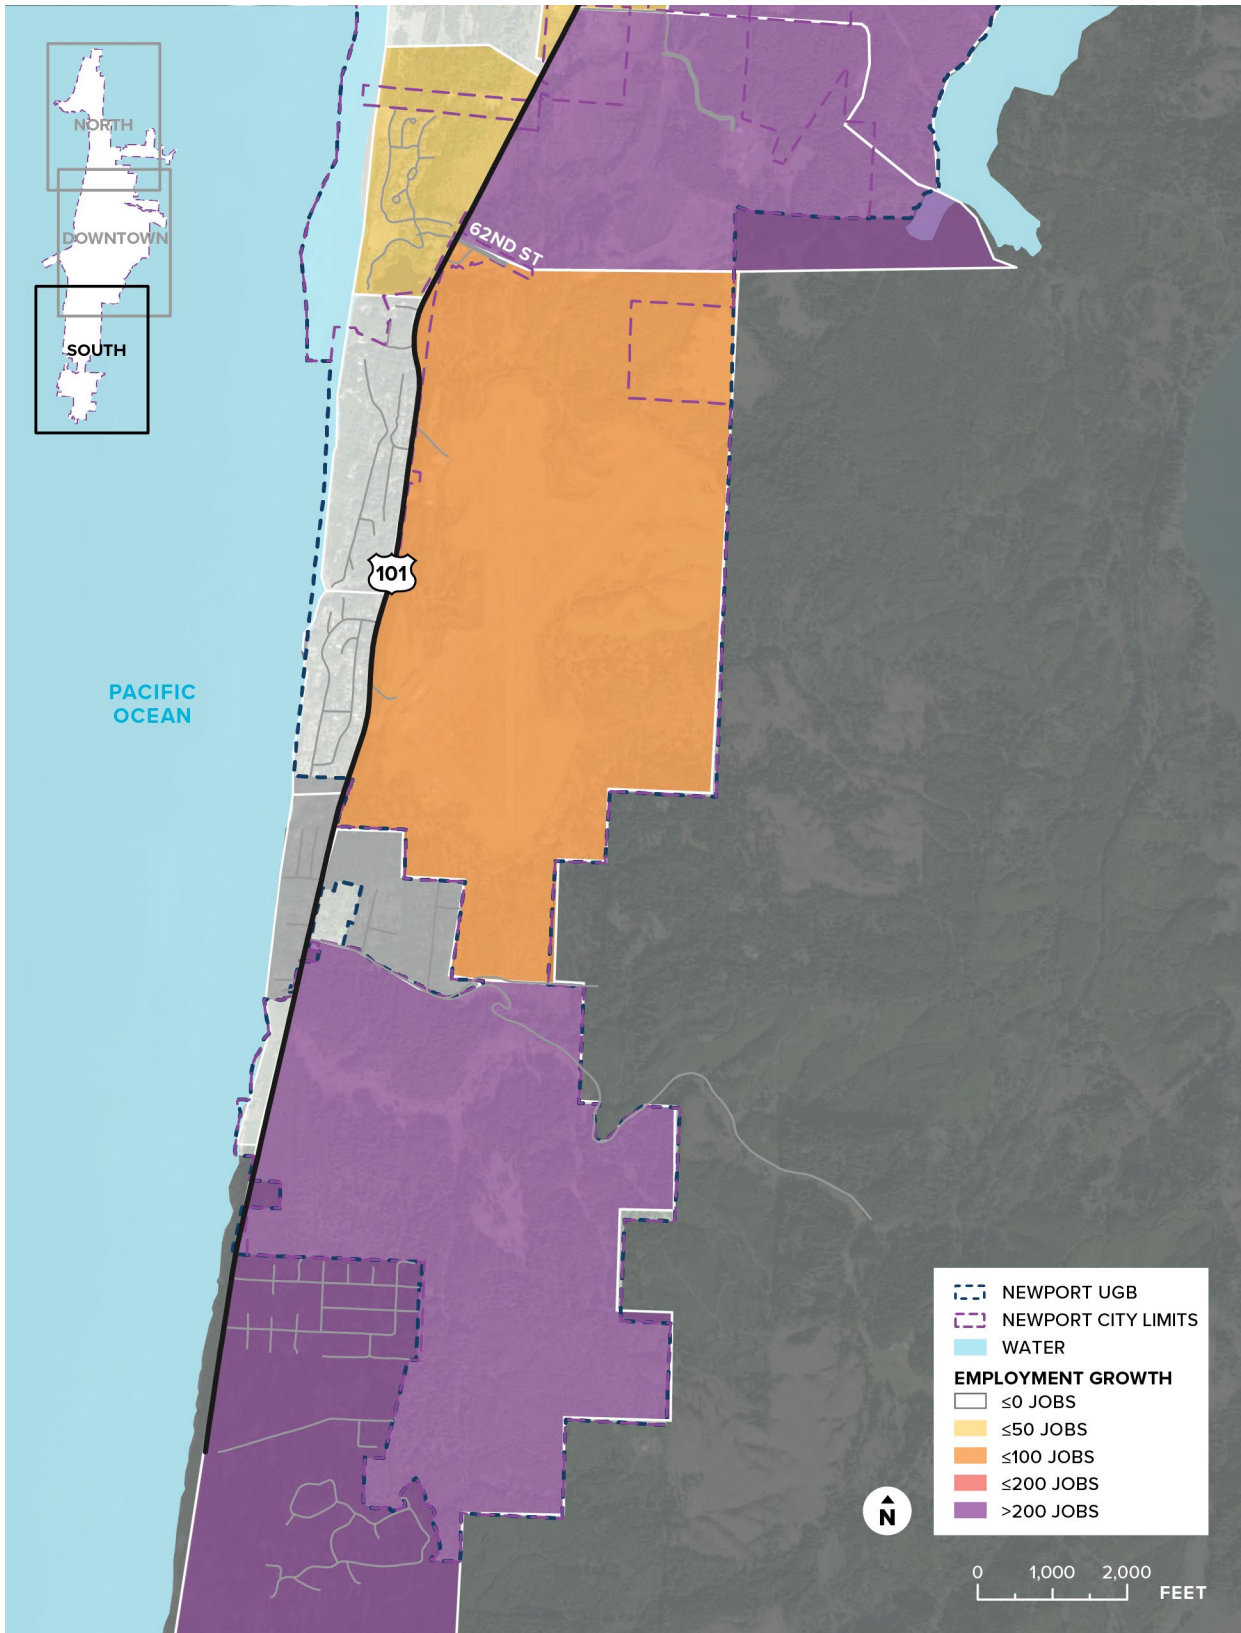 NORTH
DOWNTOWN
SOUTH
62ND ST
101
PACIFIC
OCEAN
NEWPORT UGB
NEWPORT CITY LIMITS
WATER
EMPLOYMENT GROWTH
≤0 JOBS
≤50 JOBS
≤100 JOBS
≤200 JOBS
>200 JOBS
N
0 1,000 2,000
FEET